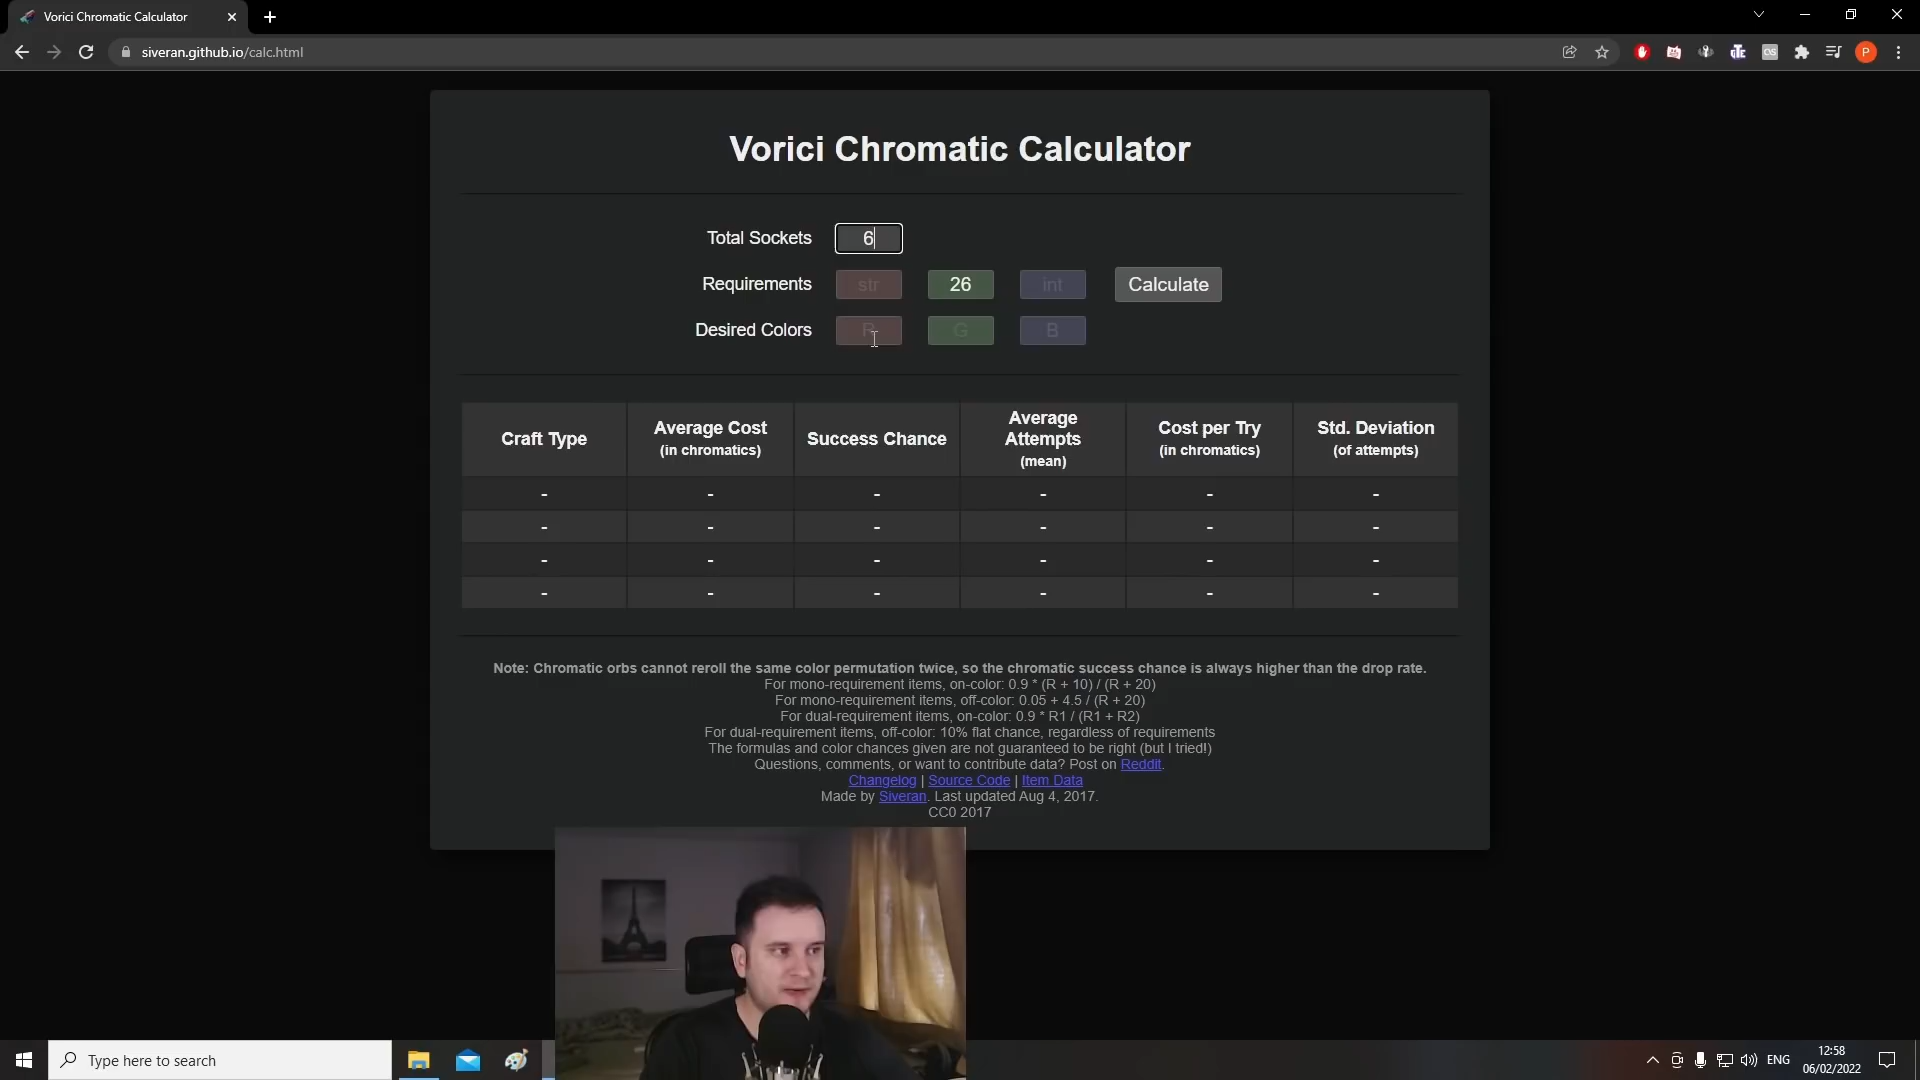 Vorici Chromatic Calculator
siveran.github.io/calc.html
Vorici Chromatic Calculator
Total Sockets 6
Requirements str 26 int Calculate
Desired Colors R G B
Craft Type
Average Cost
(in chromatics)
Success Chance
Average
Attempts
(mean)
Cost per Try
(in chromatics)
Std. Deviation
(of attempts)
- - - - - -
- - - - - -
- - - - - -
- - - - - -
Note: Chromatic orbs cannot reroll the same color permutation twice, so the chromatic success chance is always higher than the drop rate.
For mono-requirement items, on-color: 0.9 * (R + 10) / (R + 20)
For mono-requirement items, off-color: 0.05 + 4.5 / (R + 20)
For dual-requirement items, on-color: 0.9 * R1 / (R1 + R2)
For dual-requirement items, off-color: 10% flat chance, regardless of requirements
The formulas and color chances given are not guaranteed to be right (but I tried!)
Questions, comments, or want to contribute data? Post on Reddit.
Changelog | Source Code | Item Data
Made by Siveran. Last updated Aug 4, 2017.
CC0 2017
Type here to search
ENG
12:58
06/02/2022
P